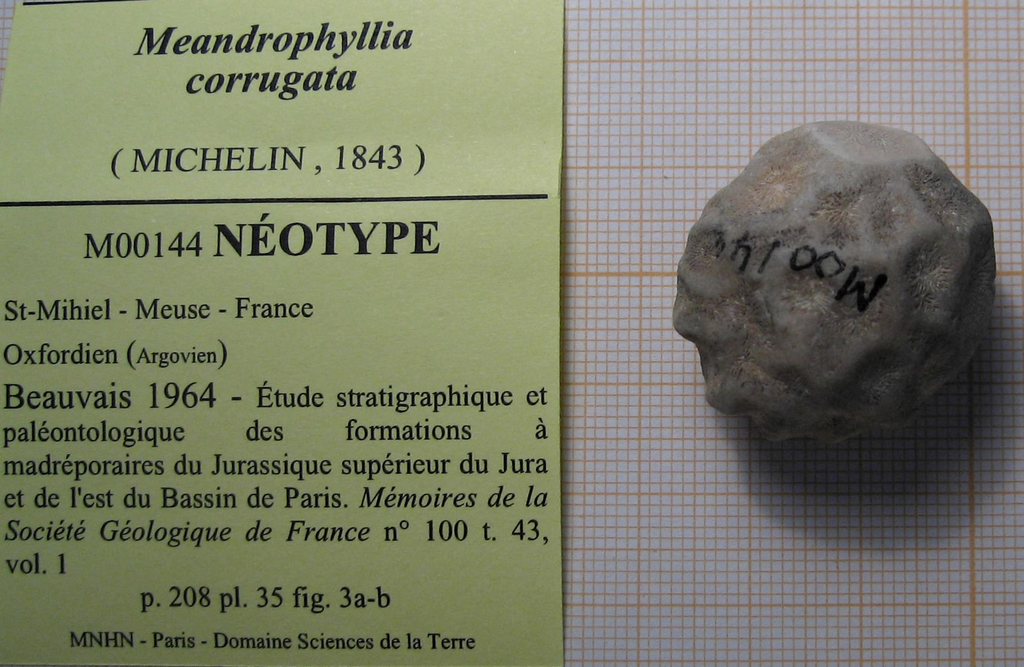 Meandrophyllia
corrugata
( MICHELIN , 1843 )
M00144 NÉOTYPE
St-Mihiel - Meuse - France
Oxfordien (Argovien)
Beauvais 1964 - Étude stratigraphique et
paléontologique des formations à
madréporaires du Jurassique supérieur du Jura
et de l'est du Bassin de Paris. Mémoires de la
Société Géologique de France n° 100 t. 43,
vol. 1
p. 208 pl. 35 fig. 3a-b
MNHN - Paris - Domaine Sciences de la Terre
M00144